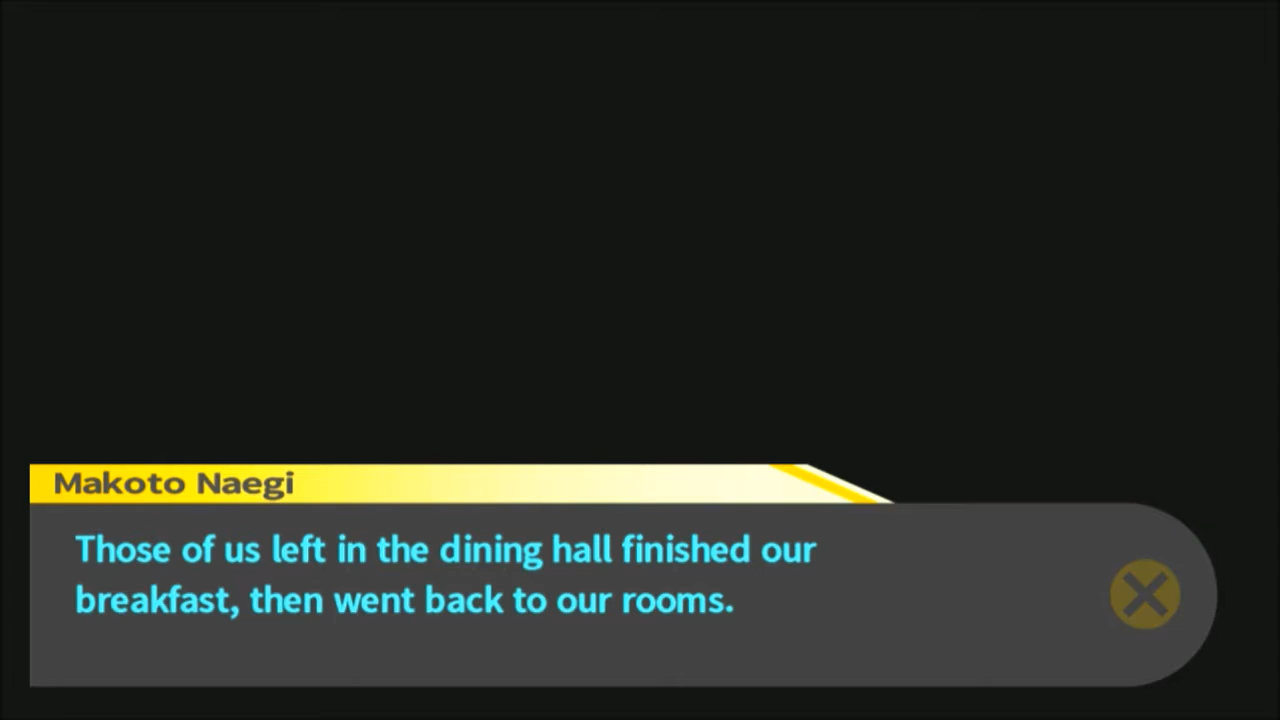 Makoto Naegi
Those of us left in the dining hall finished our
breakfast, then went back to our rooms.